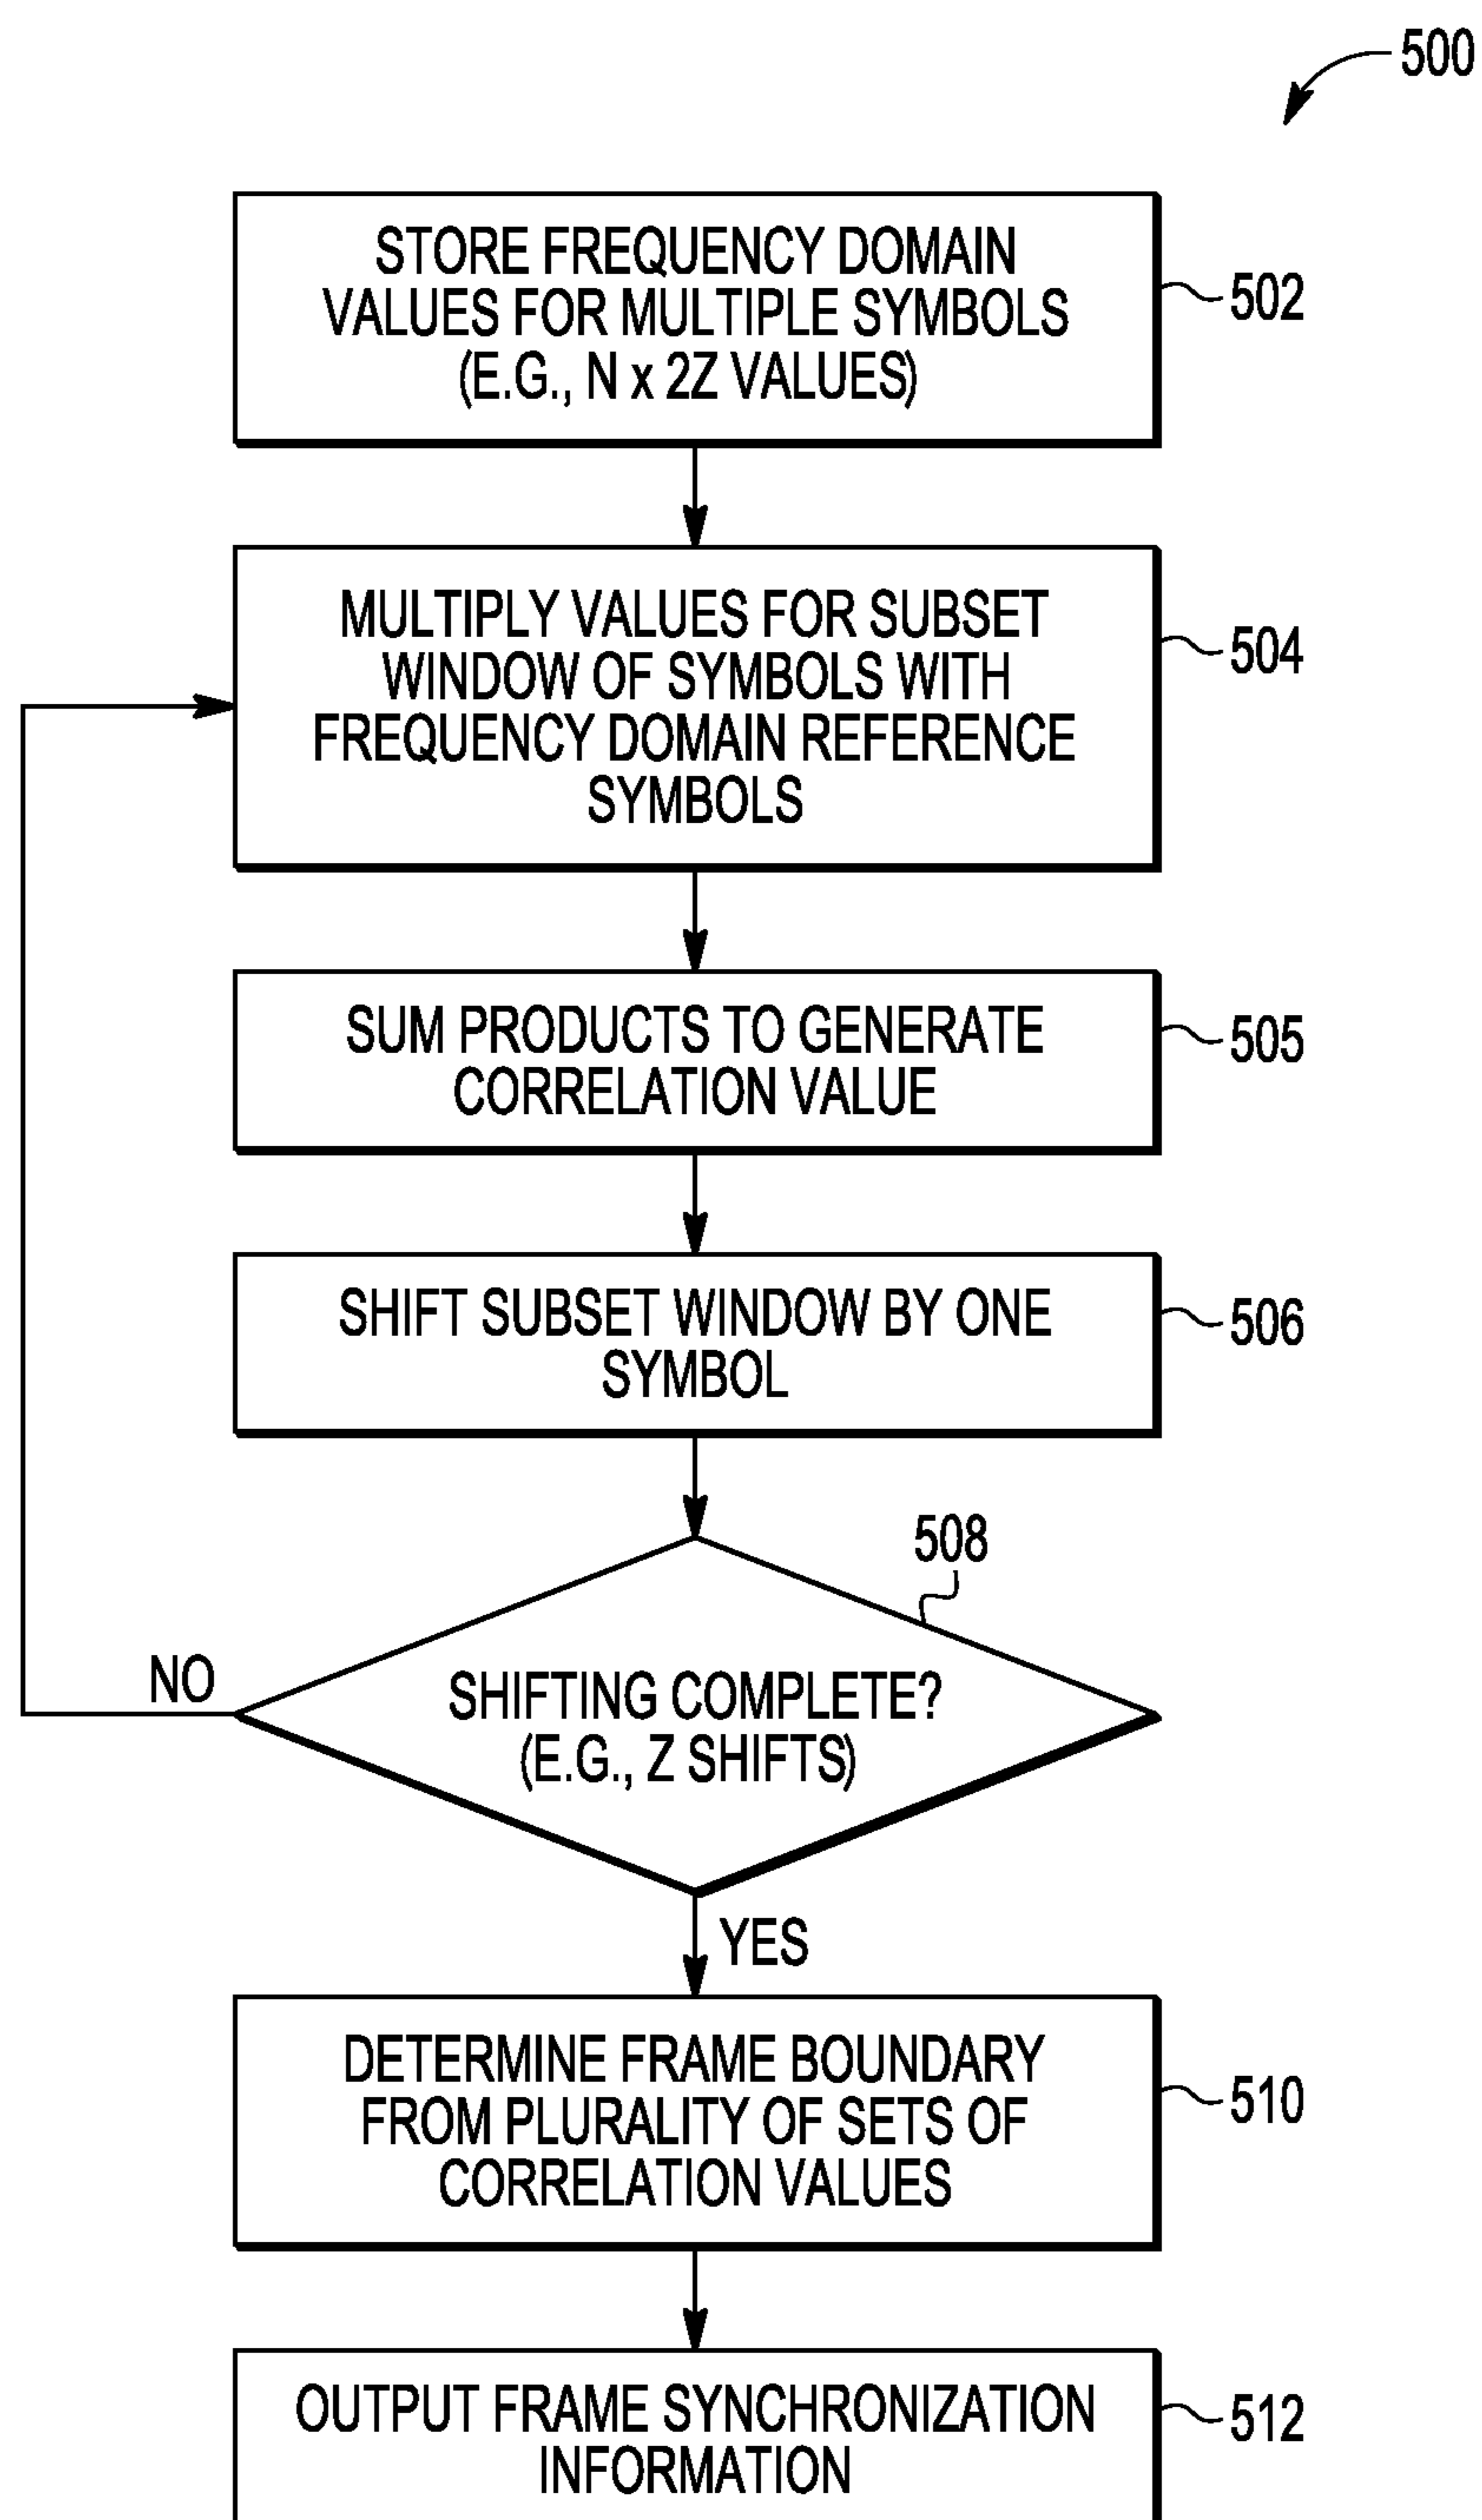 500
STORE FREQUENCY DOMAIN
VALUES FOR MULTIPLE SYMBOLS
(E.G., N x 2Z VALUES)
502
MULTIPLY VALUES FOR SUBSET
WINDOW OF SYMBOLS WITH
FREQUENCY DOMAIN REFERENCE
SYMBOLS
504
SUM PRODUCTS TO GENERATE
CORRELATION VALUE
505
SHIFT SUBSET WINDOW BY ONE
SYMBOL
506
508
SHIFTING COMPLETE?
(E.G., Z SHIFTS)
NO
YES
DETERMINE FRAME BOUNDARY
FROM PLURALITY OF SETS OF
CORRELATION VALUES
510
OUTPUT FRAME SYNCHRONIZATION
INFORMATION
512